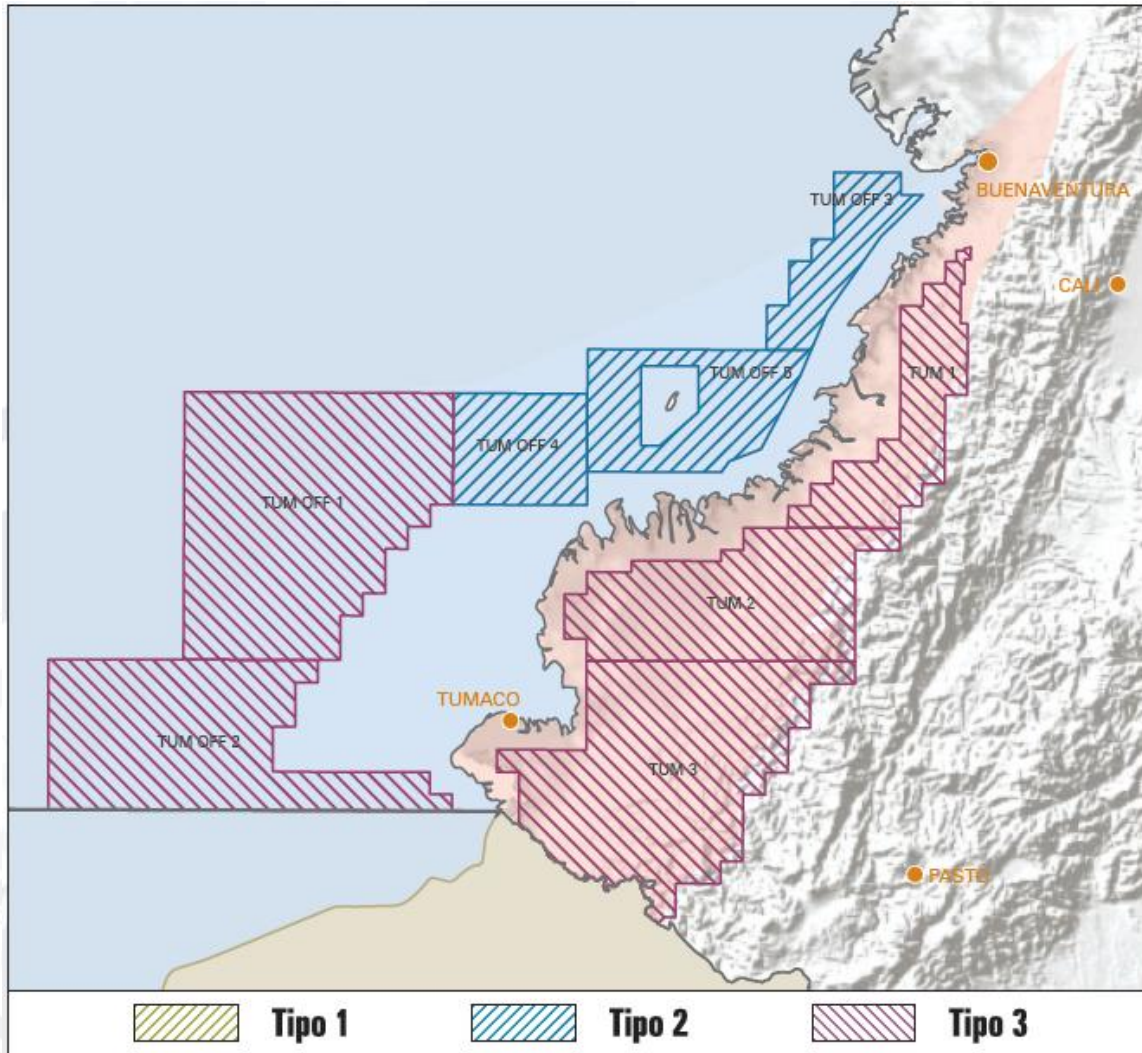 BUENAVENTURA
TUM OFF 3
CALI
TUM OFF 5
TUM 1
TUM OFF 4
TUM OFF 1
TUM 2
TUMACO
TUM OFF 2
TUM 3
PASTO
Tipo 1
Tipo 2
Tipo 3